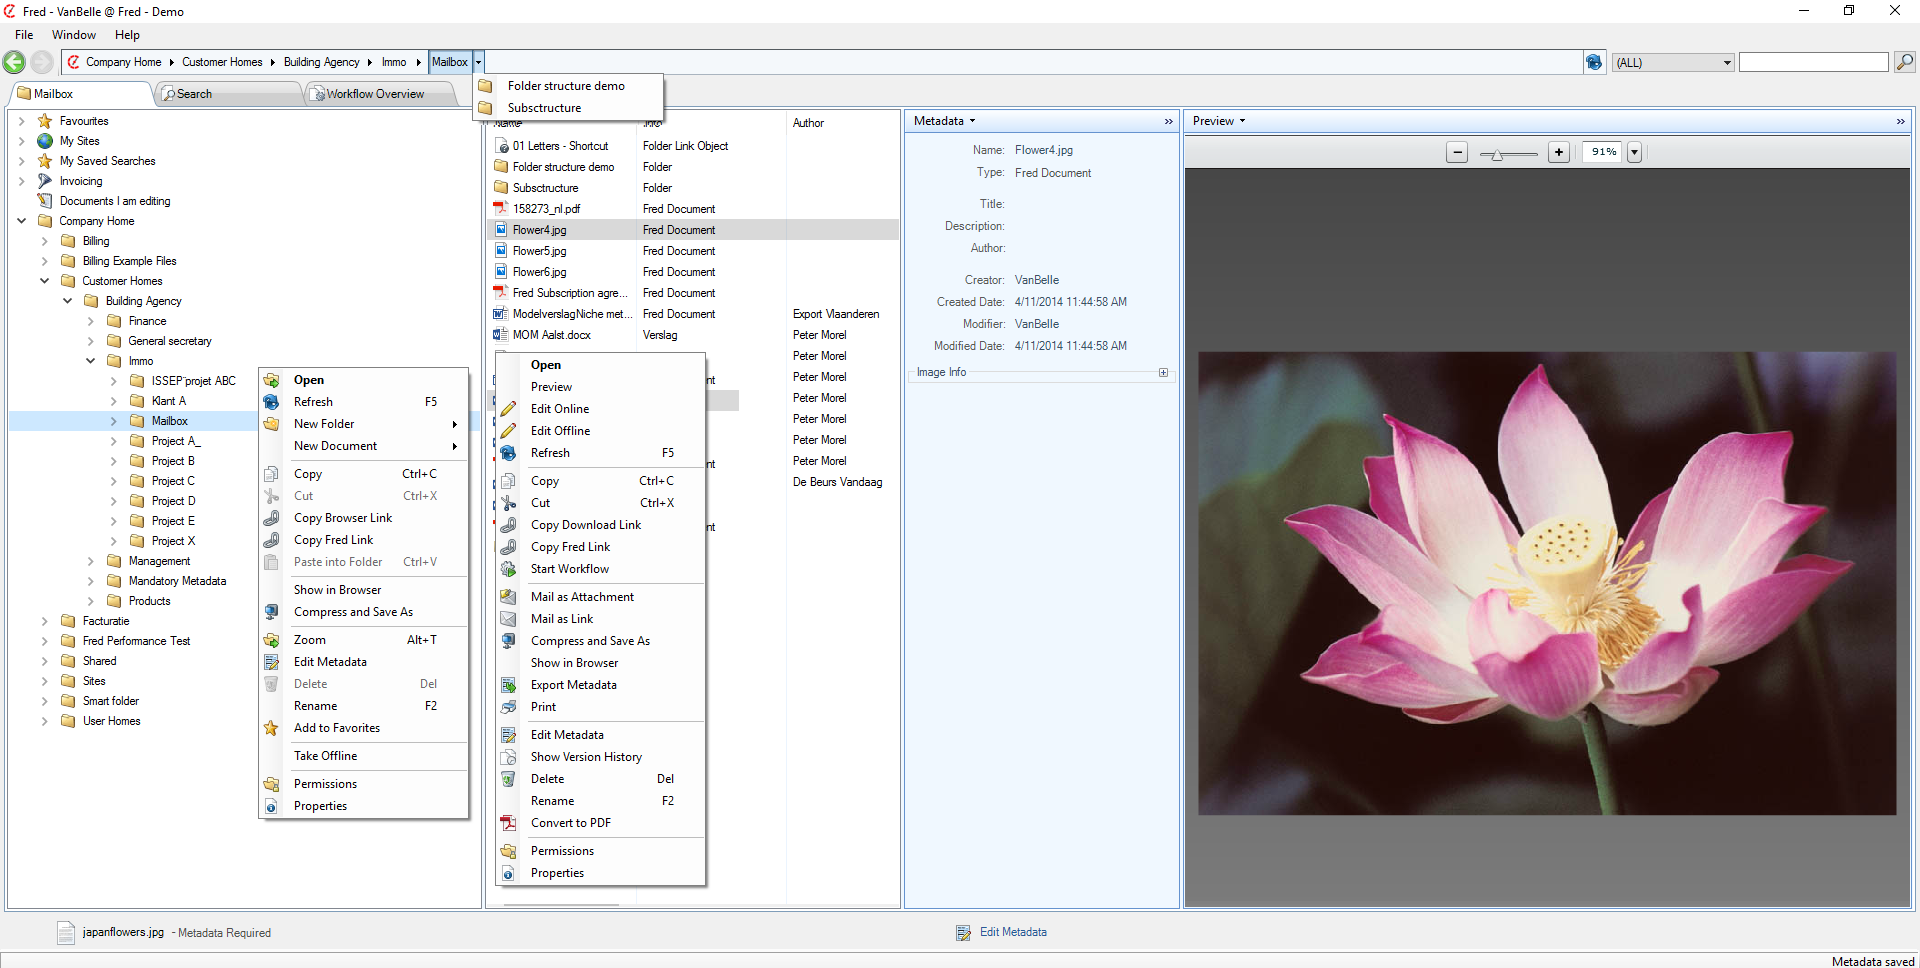 Fred - VanBelle @ Fred - Demo
File Window Help
Company Home Customer Homes Building Agency Immo Mailbox
(ALL)
Folder structure demo
Subsctructure
Mailbox Search Workflow Overview
Favourites
My Sites
My Saved Searches
Invoicing
Documents I am editing
Company Home
Billing
Billing Example Files
Customer Homes
Building Agency
Finance
General secretary
Immo
ISSEP¨projet ABC
Klant A
Mailbox
Project A_
Project B
Project C
Project D
Project E
Project X
Management
Mandatory Metadata
Products
Facturatie
Fred Performance Test
Shared
Sites
Smart folder
User Homes
Open
Refresh F5
New Folder
New Document
Copy Ctrl+C
Cut Ctrl+X
Copy Browser Link
Copy Fred Link
Paste into Folder Ctrl+V
Show in Browser
Compress and Save As
Zoom Alt+T
Edit Metadata
Delete Del
Rename F2
Add to Favorites
Take Offline
Permissions
Properties
Author
01 Letters - Shortcut Folder Link Object
Folder structure demo Folder
Subsctructure Folder
158273_nl.pdf Fred Document
Flower4.jpg Fred Document
Flower5.jpg Fred Document
Flower6.jpg Fred Document
Fred Subscription agre... Fred Document
ModelverslagNiche met... Fred Document Export Vlaanderen
MOM Aalst.docx Verslag Peter Morel
Peter Morel
Peter Morel
Peter Morel
Peter Morel
Peter Morel
Peter Morel
De Beurs Vandaag
Open
Preview
Edit Online
Edit Offline
Refresh F5
Copy Ctrl+C
Cut Ctrl+X
Copy Download Link
Copy Fred Link
Start Workflow
Mail as Attachment
Mail as Link
Compress and Save As
Show in Browser
Export Metadata
Print
Edit Metadata
Show Version History
Delete Del
Rename F2
Convert to PDF
Permissions
Properties
Metadata
Name: Flower4.jpg
Type: Fred Document
Title:
Description:
Author:
Creator: VanBelle
Created Date: 4/11/2014 11:44:58 AM
Modifier: VanBelle
Modified Date: 4/11/2014 11:44:58 AM
Image Info
Preview
91%
japanflowers.jpg - Metadata Required
Edit Metadata
Metadata saved